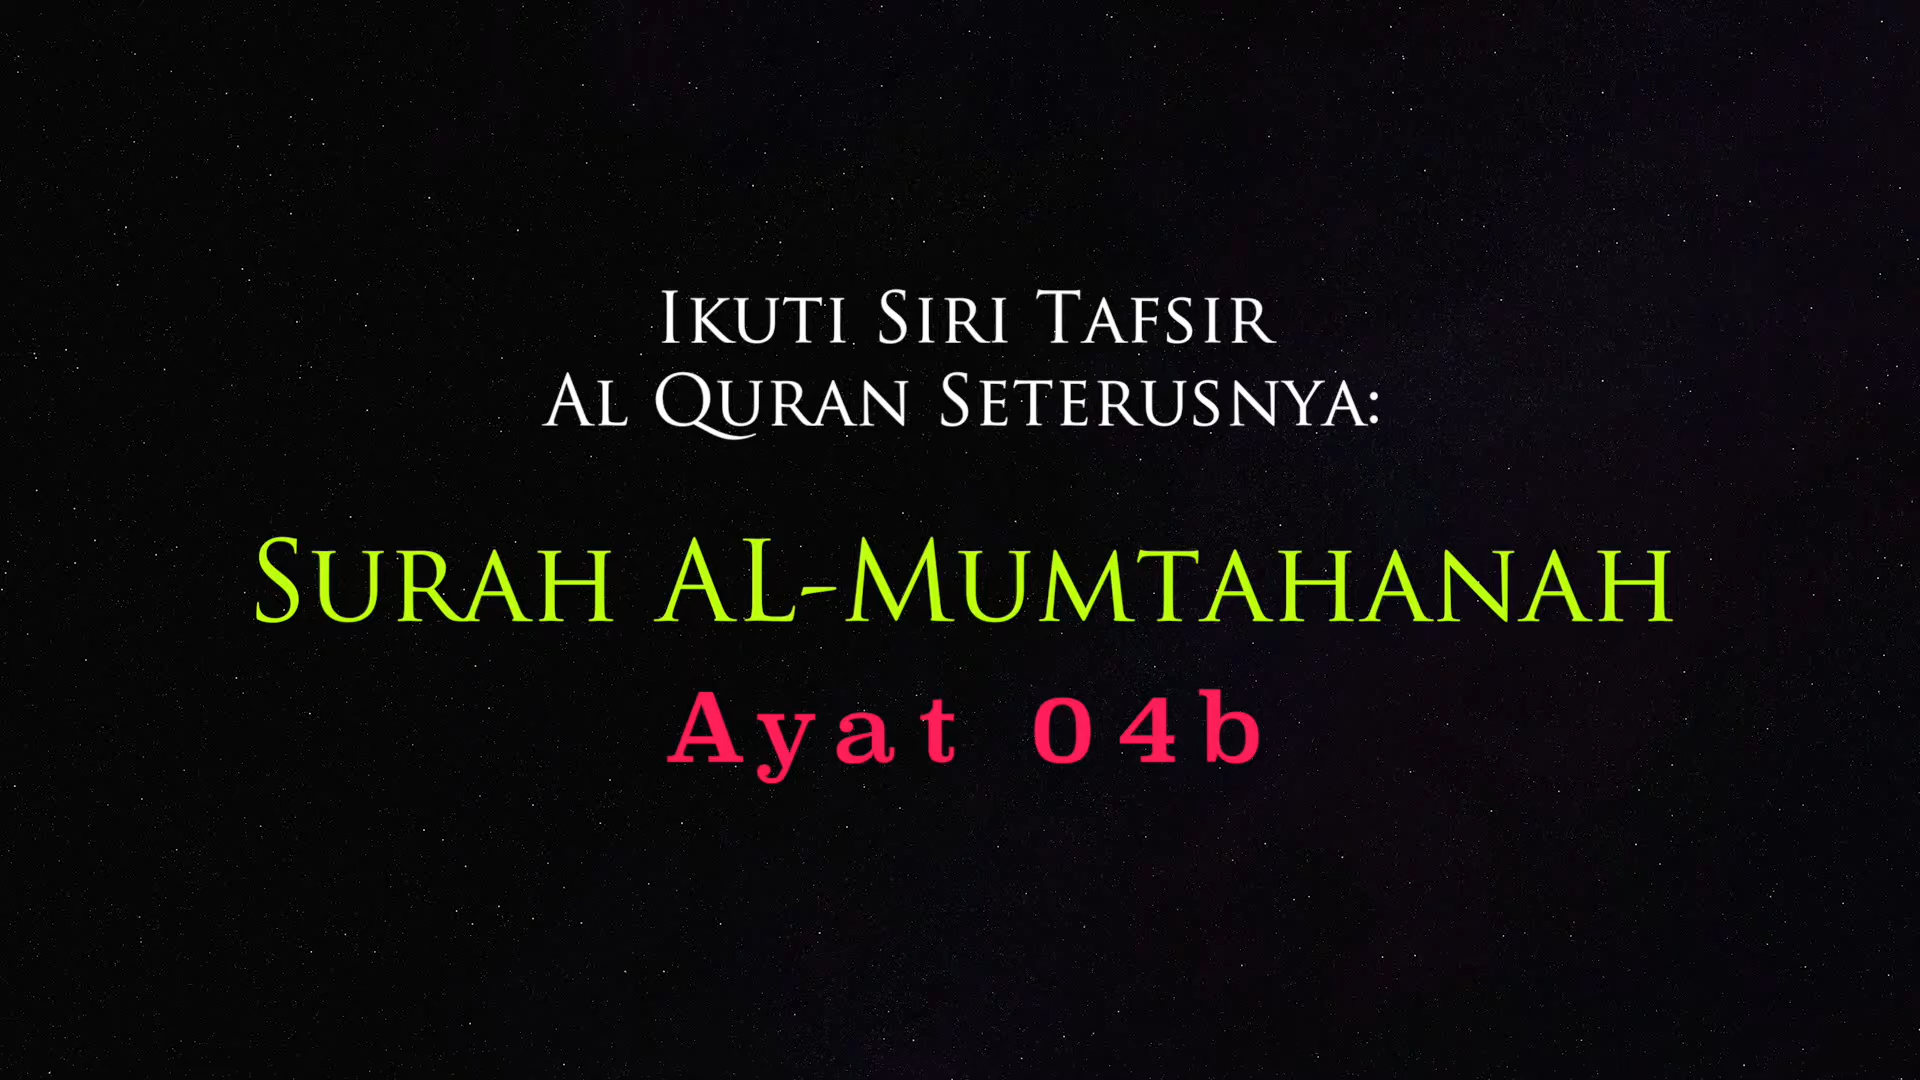 Ikuti Siri Tafsir
Al Quran Seterusnya:
Surah AL-Mumtahanah
Ayat 04b